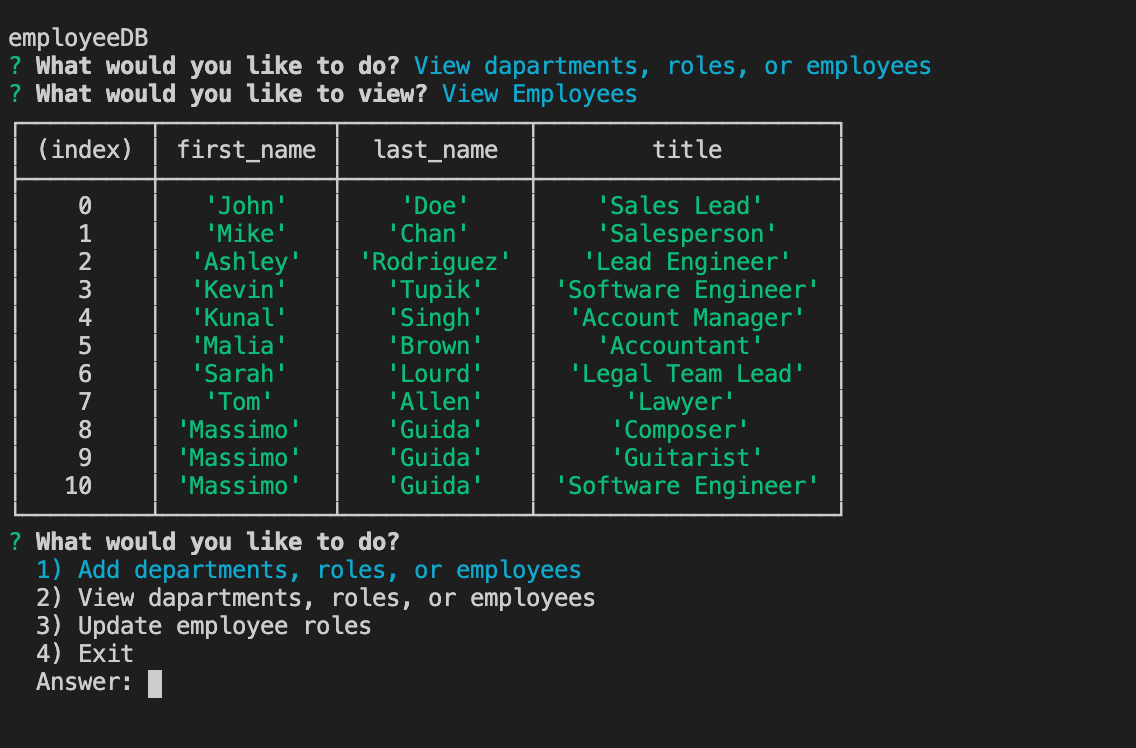 employeeDB
? What would you like to do? View dapartments, roles, or employees
? What would you like to view? View Employees
(index) first_name last_name title
0 'John' 'Doe' 'Sales Lead'
1 'Mike' 'Chan' 'Salesperson'
2 'Ashley' 'Rodriguez' 'Lead Engineer'
3 'Kevin' 'Tupik' 'Software Engineer'
4 'Kunal' 'Singh' 'Account Manager'
5 'Malia' 'Brown' 'Accountant'
6 'Sarah' 'Lourd' 'Legal Team Lead'
7 'Tom' 'Allen' 'Lawyer'
8 'Massimo' 'Guida' 'Composer'
9 'Massimo' 'Guida' 'Guitarist'
10 'Massimo' 'Guida' 'Software Engineer'
? What would you like to do?
1) Add departments, roles, or employees
2) View dapartments, roles, or employees
3) Update employee roles
4) Exit
Answer: